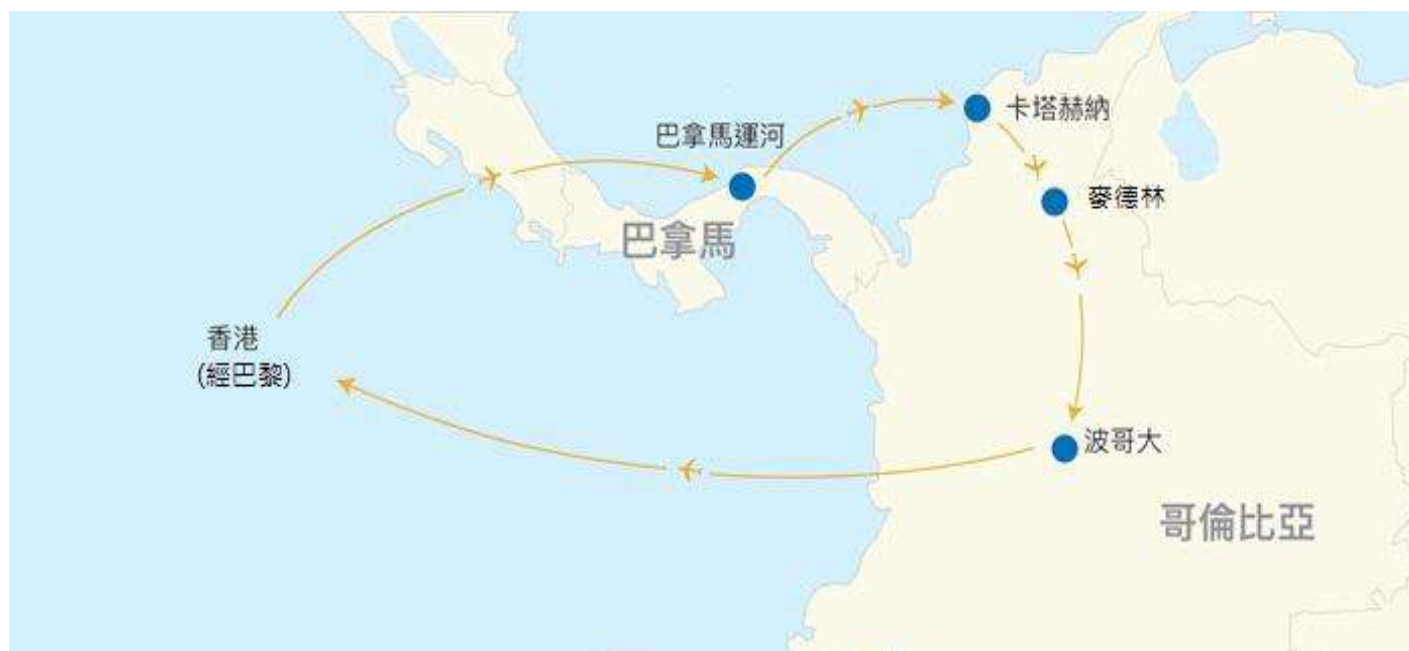 卡塔赫納
巴拿馬運河
麥德林
巴拿馬
香港
(經巴黎)
波哥大
哥倫比亞